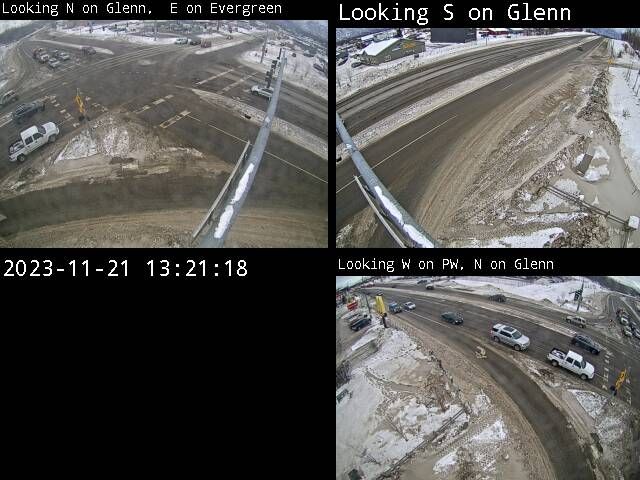 Looking N on Glenn,  E on Evergreen
Looking S on Glenn
2023-11-21 13:21:18
Looking W on PW, N on Glenn